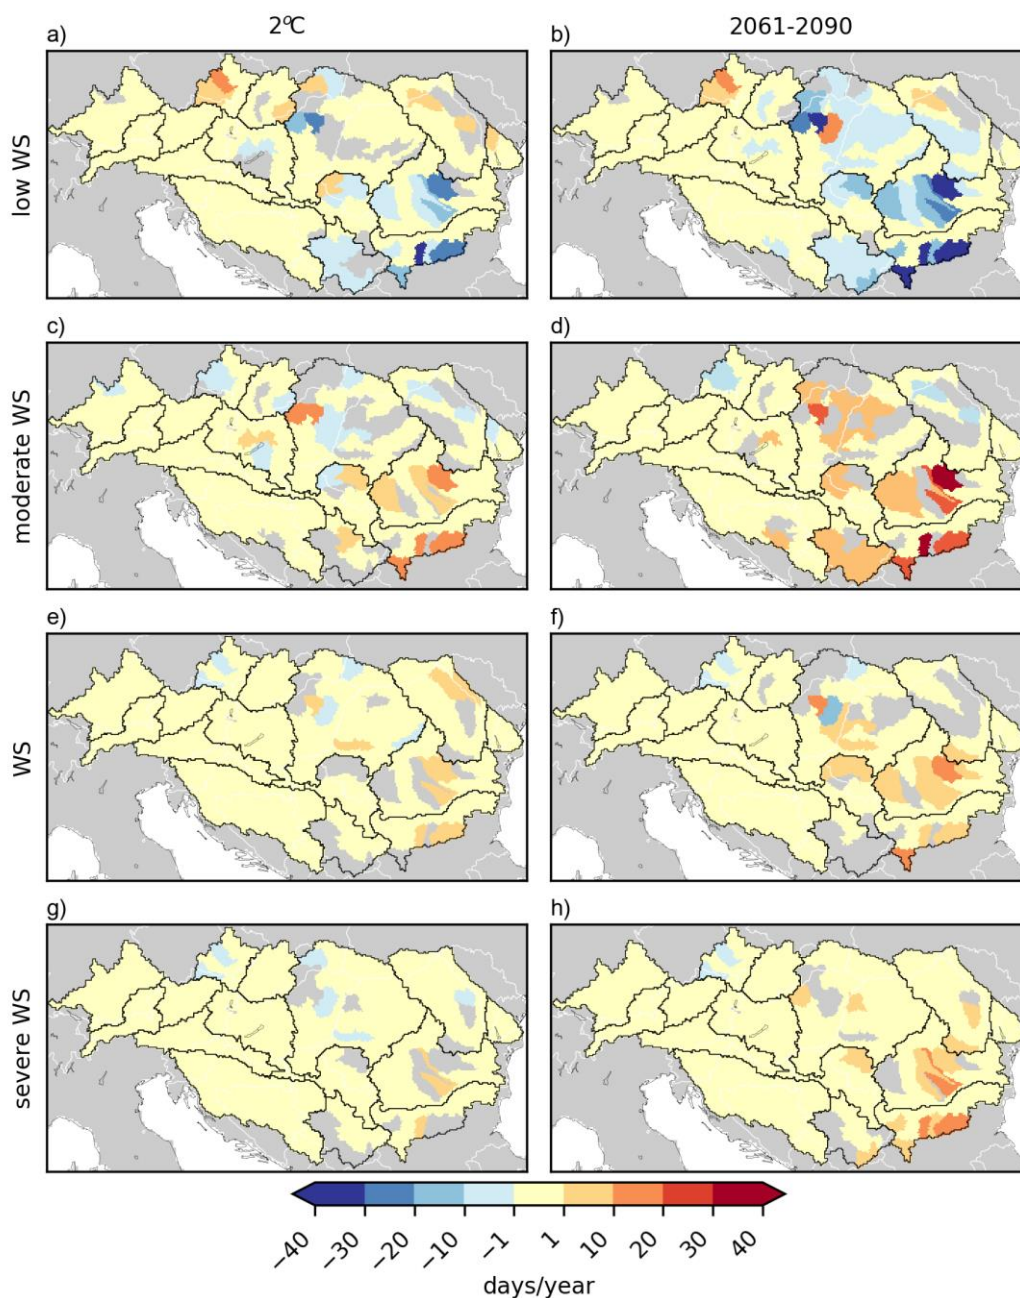 2°C
2061-2090
a)
b)
low WS
c)
d)
moderate WS
e)
f)
WS
g)
h)
severe WS
−40
−30
−20
−10
−1
1
10
20
30
40
days/year